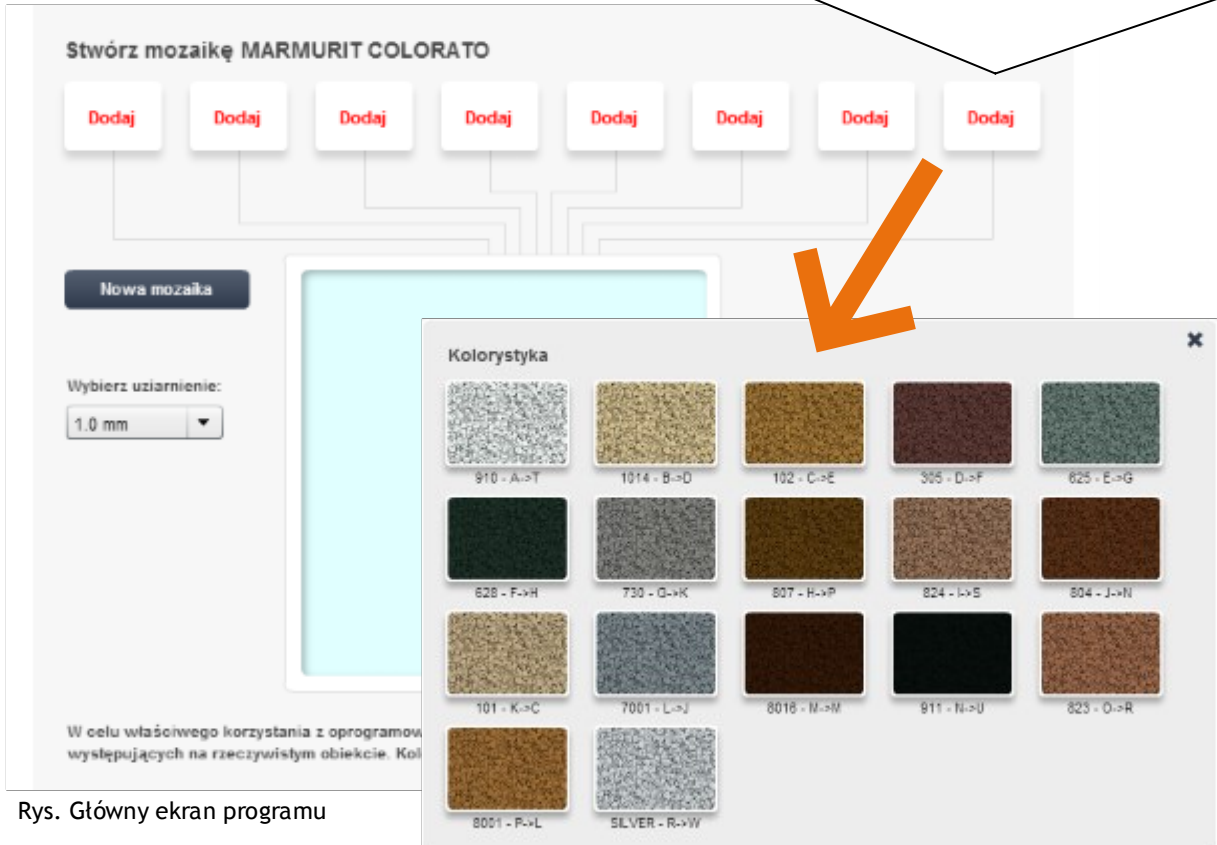 Stwórz mozaikę MARMURIT COLORATO
Dodaj Dodaj Dodaj Dodaj Dodaj Dodaj Dodaj Dodaj
Nowa mozaika
Wybierz uziarnienie:
1.0 mm
Kolorystyka
910 - A->T 1014 - B->D 102 - C->E 305 - D->F 625 - E->G
628 - F->H 730 - G->K 807 - H->P 824 - I->S 804 - J->N
101 - K->C 7001 - L->J 8016 - M->M 911 - N->U 823 - O->R
8001 - P->L SILVER - R->W
W celu właściwego korzystania z oprogramow
występujących na rzeczywistym obiekcie. Kol
Rys. Główny ekran programu